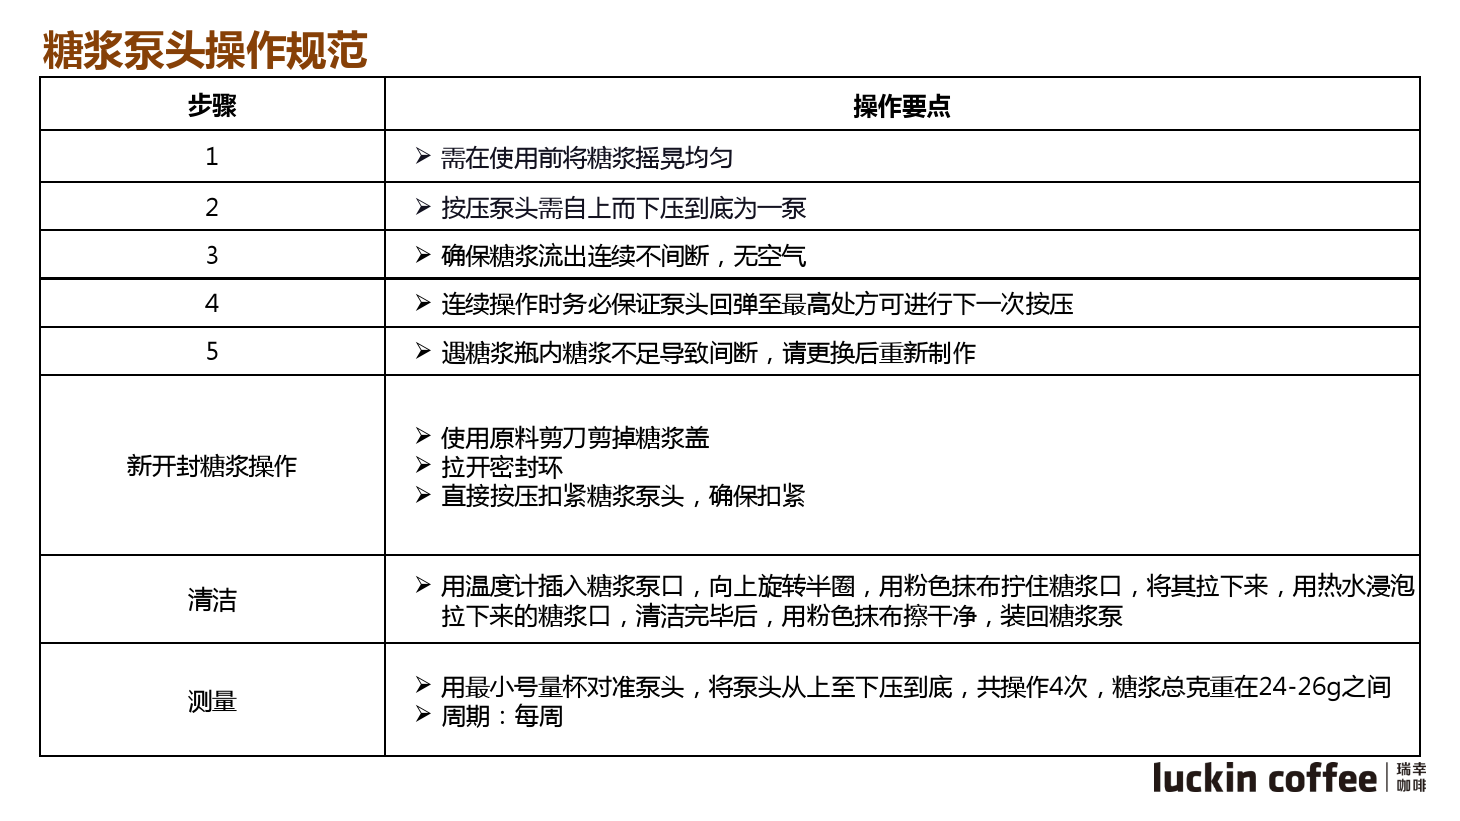 糖浆泵头操作规范
步骤
操作要点
1
➢ 需在使用前将糖浆摇晃均匀
2
➢ 按压泵头需自上而下压到底为一泵
3
➢ 确保糖浆流出连续不间断，无空气
4
➢ 连续操作时务必保证泵头回弹至最高处方可进行下一次按压
5
➢ 遇糖浆瓶内糖浆不足导致间断，请更换后重新制作
新开封糖浆操作
➢ 使用原料剪刀剪掉糖浆盖
➢ 拉开密封环
➢ 直接按压扣紧糖浆泵头，确保扣紧
清洁
➢ 用温度计插入糖浆泵口，向上旋转半圈，用粉色抹布拧住糖浆口，将其拉下来，用热水浸泡
拉下来的糖浆口，清洁完毕后，用粉色抹布擦干净，装回糖浆泵
测量
➢ 用最小号量杯对准泵头，将泵头从上至下压到底，共操作4次，糖浆总克重在24-26g之间
➢ 周期：每周
luckin coffee
瑞幸
咖啡